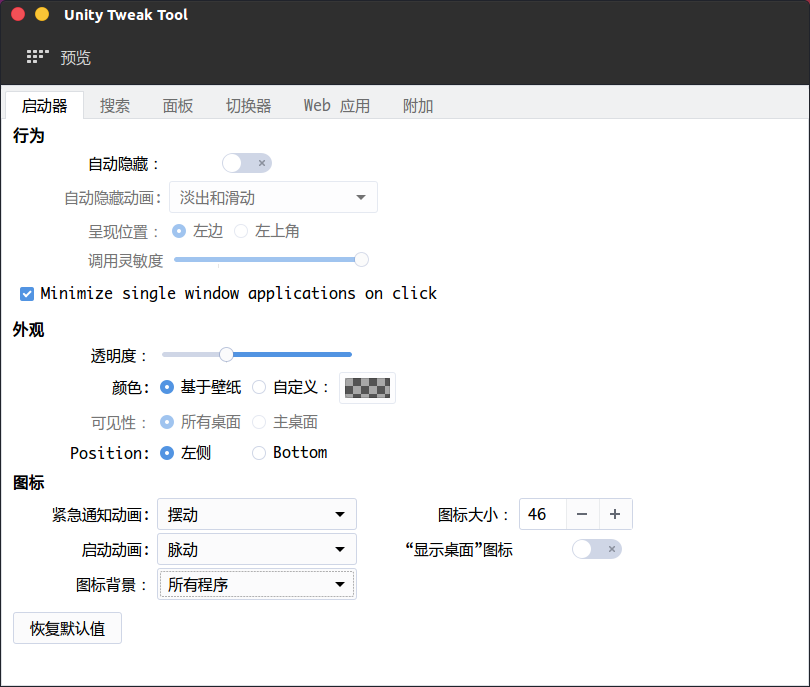 Unity Tweak Tool
预览
启动器 搜索 面板 切换器 Web 应用 附加
行为
自动隐藏：
自动隐藏动画： 淡出和滑动
呈现位置： 左边 左上角
调用灵敏度
Minimize single window applications on click
外观
透明度：
颜色： 基于壁纸 自定义：
可见性： 所有桌面 主桌面
Position: 左侧 Bottom
图标
紧急通知动画： 摆动 图标大小： 46 − +
启动动画： 脉动 “显示桌面”图标
图标背景： 所有程序
恢复默认值